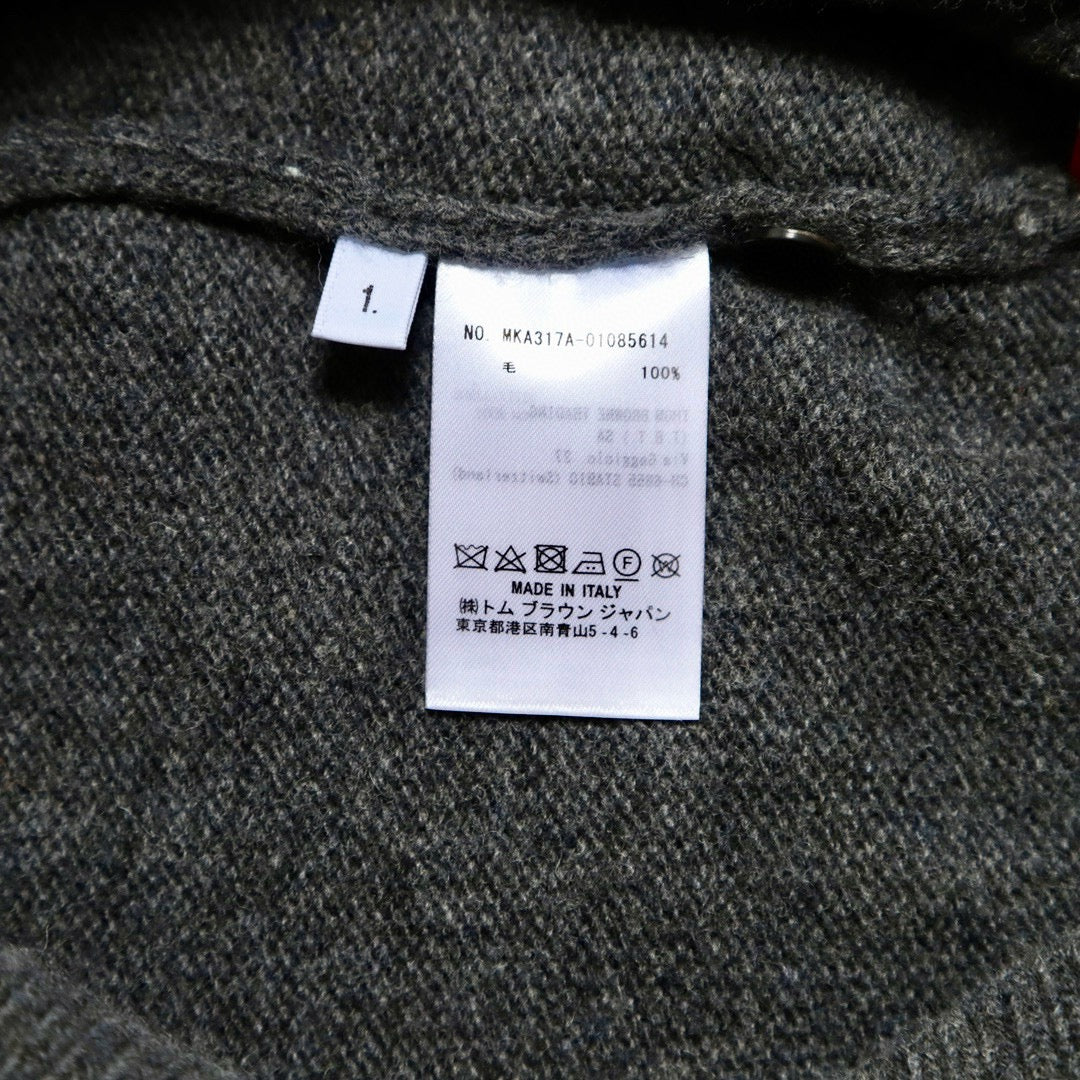 1.
NO. MKA317A-01085614
毛 100%
F
W
MADE IN ITALY
㈱トム ブラウン ジャパン
東京都港区南青山5-4-6